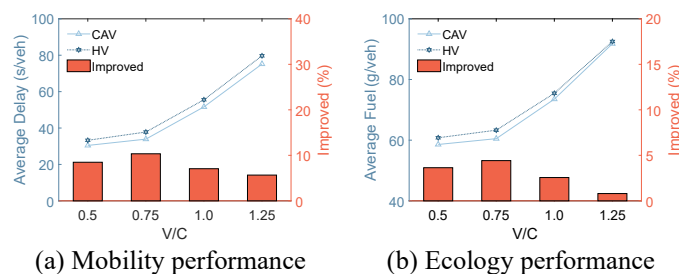 100
80
60
40
20
0
Average Delay (s/veh)
CAV
HV
Improved
40
30
20
10
0
Improved (%)
0.5 0.75 1.0 1.25
V/C
(a) Mobility performance
100
80
60
40
Average Fuel (g/veh)
CAV
HV
Improved
20
15
10
5
0
Improved (%)
0.5 0.75 1.0 1.25
V/C
(b) Ecology performance